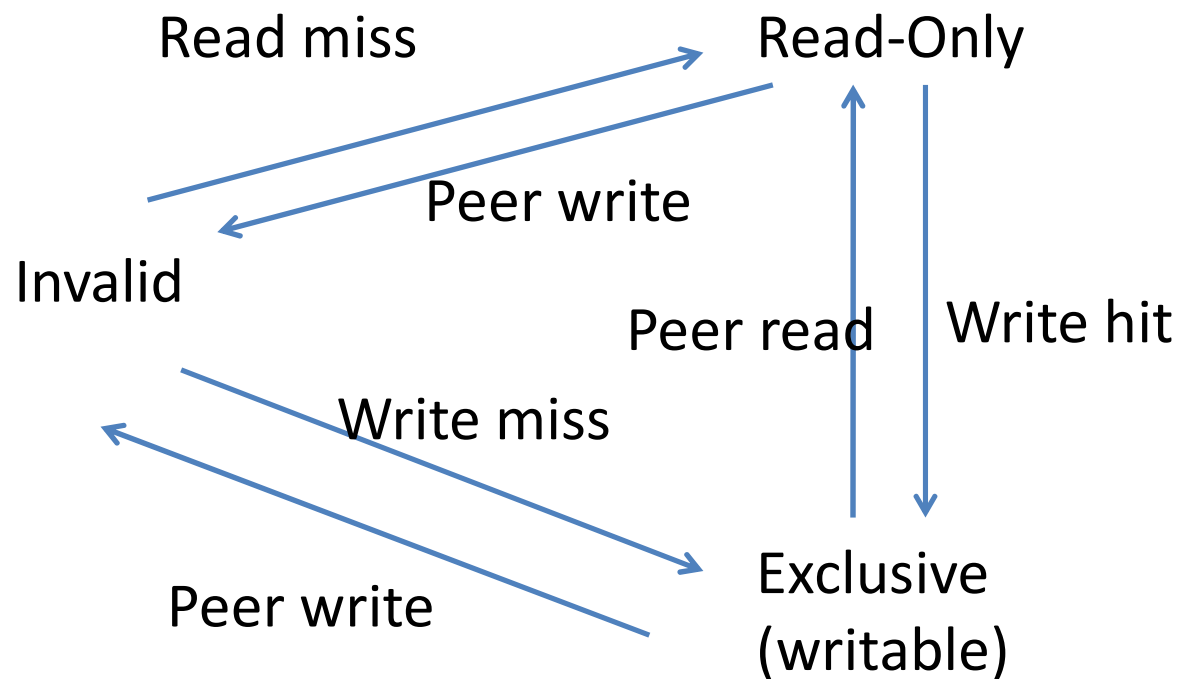 Read miss
Read-Only
Peer write
Invalid
Peer read
Write hit
Write miss
Peer write
Exclusive
(writable)